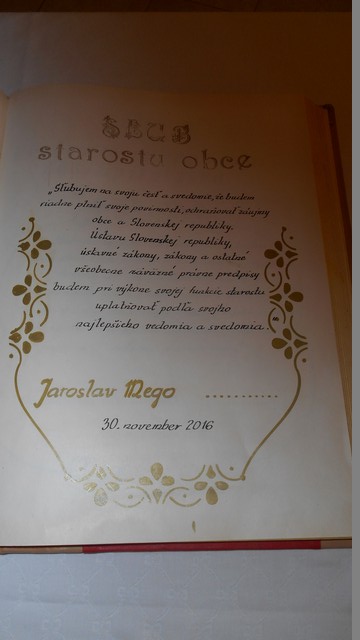 SĽUB
starostu obce
„Sľubujem na svoju česť a svedomie, že budem
riadne plniť svoje povinnosti, ochraňovať záujmy
obce a Slovenskej republiky.
Ústavu Slovenskej republiky,
ústavné zákony, zákony a ostatné
všeobecne záväzné právne predpisy
budem pri výkone svojej funkcie starostu
uplatňovať podľa svojho
najlepšieho vedomia a svedomia."
Jaroslav Mego ............
30. november 2016